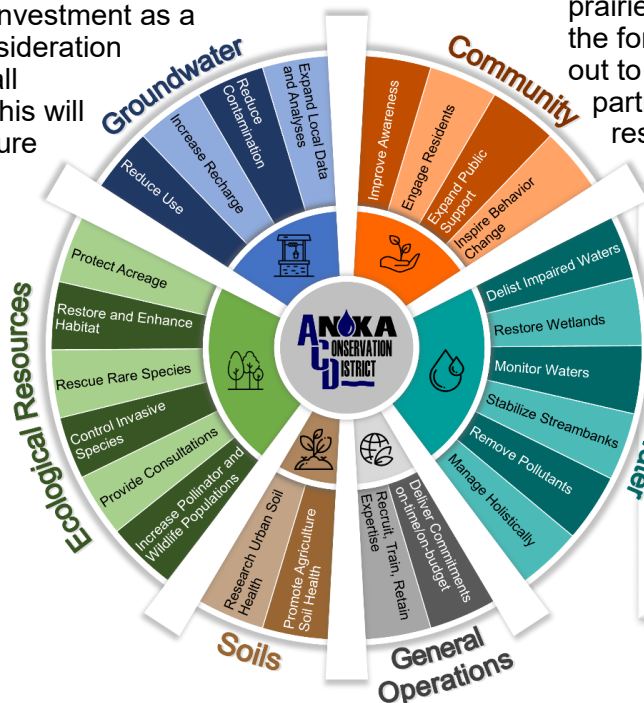 nvestment as a
sideration
all
his will
ure
prairie
the for
out to
part
res
Groundwater
Reduce Use
Increase Recharge
Reduce
Contamination
Expand Local Data
and Analyses
Community
Improve Awareness
Engage Residents
Expand Public
Support
Inspire Behavior
Change
Delist Impaired Waters
Restore Wetlands
Monitor Waters
Stabilize Streambanks
Remove Pollutants
Manage Holistically
General
Operations
Deliver Commitments
on-time/on-budget
Recruit, Train, Retain
Expertise
Soils
Promote Agriculture
Soil Health
Research Urban Soil
Health
Ecological Resources
Protect Acreage
Restore and Enhance
Habitat
Rescue Rare Species
Control Invasive
Species
Provide Consultations
Increase Pollinator and
Wildlife Populations
ANOKA
CONSERVATION
DISTRICT